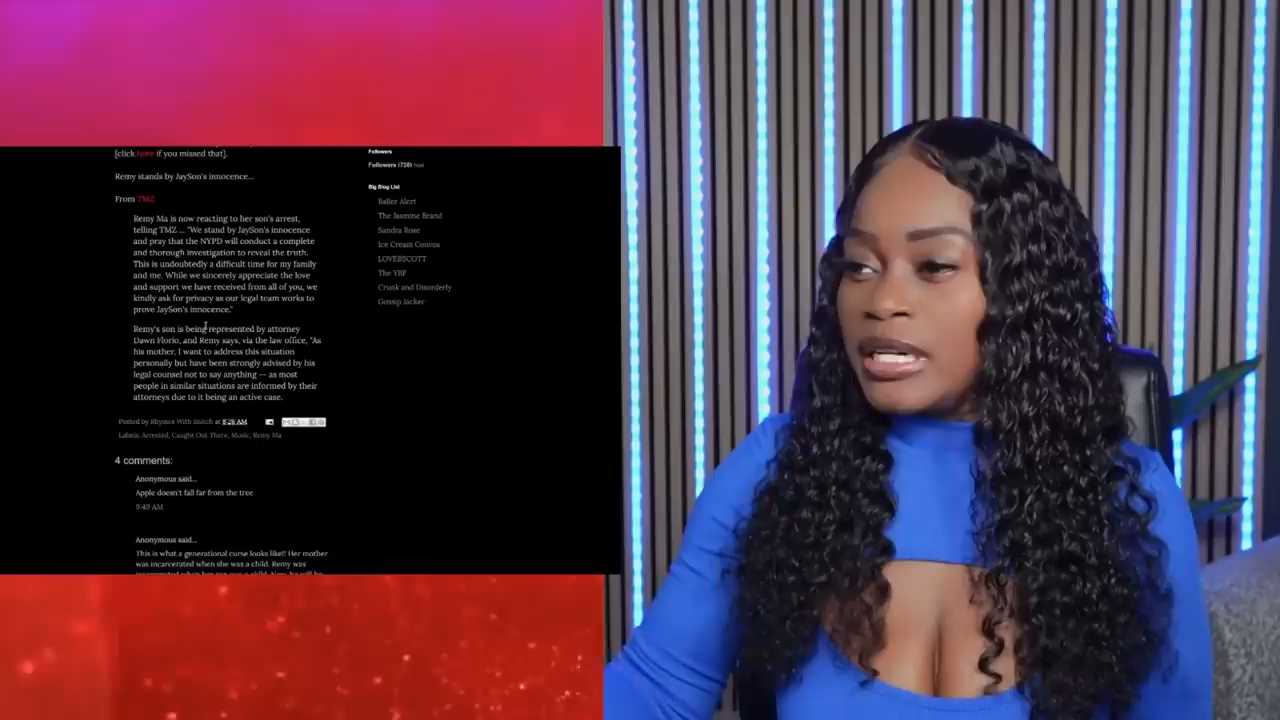 [click here if you missed that].
Remy stands by JaySon's innocence...
From TMZ
Remy Ma is now reacting to her son's arrest,
telling TMZ ... "We stand by JaySon's innocence
and pray that the NYPD will conduct a complete
and thorough investigation to reveal the truth.
This is undoubtedly a difficult time for my family
and me. While we sincerely appreciate the love
and support we have received from all of you, we
kindly ask for privacy as our legal team works to
prove JaySon's innocence."
Remy's son is being represented by attorney
Dawn Florio, and Remy says, via the law office, "As
his mother, I want to address this situation
personally but have been strongly advised by his
legal counsel not to say anything -- as most
people in similar situations are informed by their
attorneys due to it being an active case.
Posted by Rhymes With Snitch at 8:26 AM
Labels: Arrested, Caught Out There, Music, Remy Ma
4 comments:
Anonymous said...
Apple doesn't fall far from the tree
9:49 AM
Anonymous said...
This is what a generational curse looks like!! Her mother
was incarcerated when she was a child. Remy was
Followers
Followers (738)
Big Blog List
Baller Alert
The Jasmine Brand
Sandra Rose
Ice Cream Convos
LOVEBSCOTT
The YBF
Crunk and Disorderly
Gossip Jacker